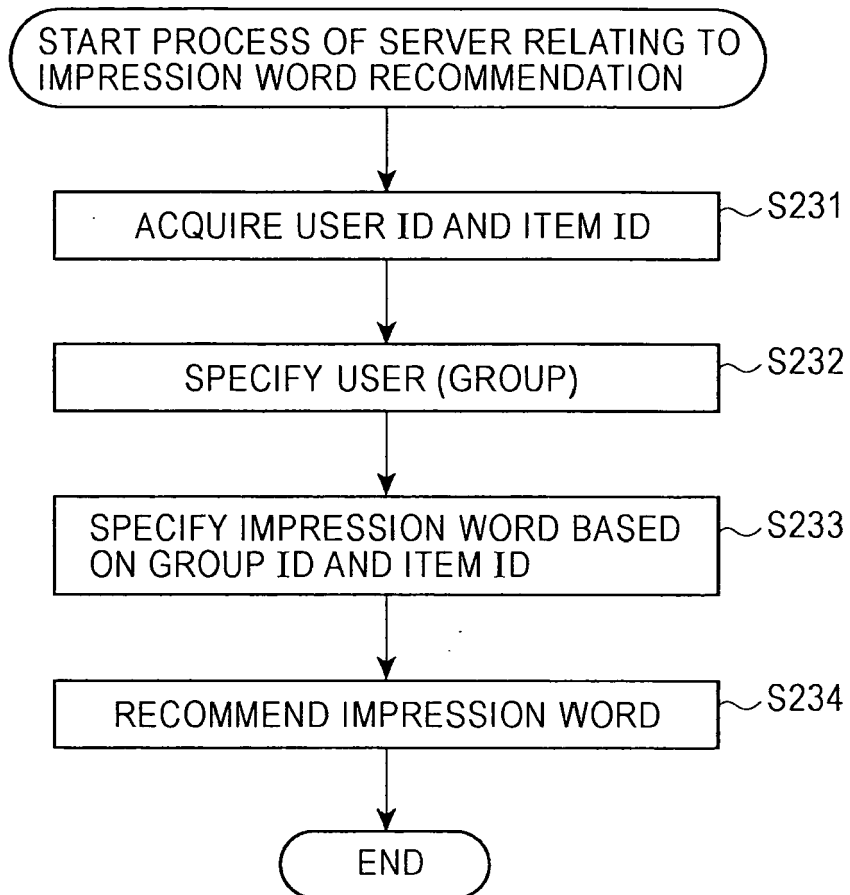 START PROCESS OF SERVER RELATING TO
IMPRESSION WORD RECOMMENDATION
ACQUIRE USER ID AND ITEM ID
S231
SPECIFY USER (GROUP)
S232
SPECIFY IMPRESSION WORD BASED
ON GROUP ID AND ITEM ID
S233
RECOMMEND IMPRESSION WORD
S234
END